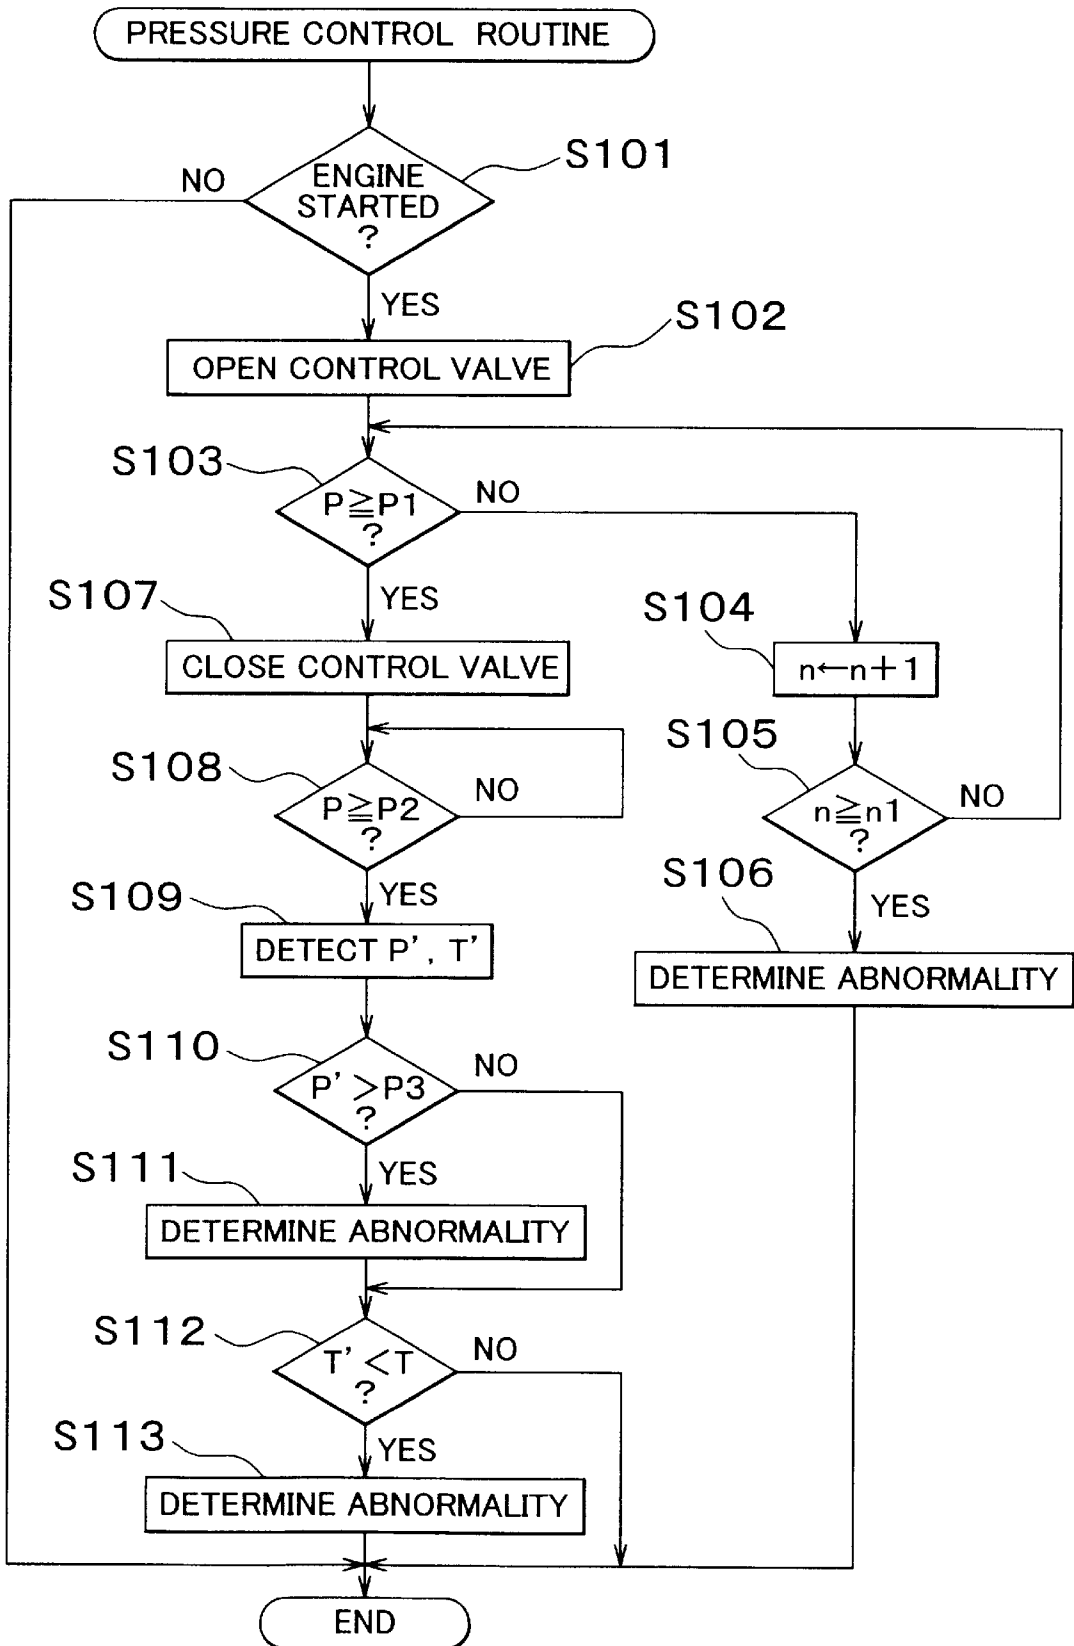 PRESSURE CONTROL ROUTINE
S101
NO
ENGINE
STARTED
?
YES
S102
OPEN CONTROL VALVE
S103
P≧P1
?
NO
YES
S107
S104
CLOSE CONTROL VALVE
n←n+1
S108
S105
P≧P2
?
NO
n≧n1
?
NO
YES
S109
S106
YES
DETECT P', T'
DETERMINE ABNORMALITY
S110
P'>P3
?
NO
YES
S111
DETERMINE ABNORMALITY
S112
T'<T
?
NO
YES
S113
DETERMINE ABNORMALITY
END